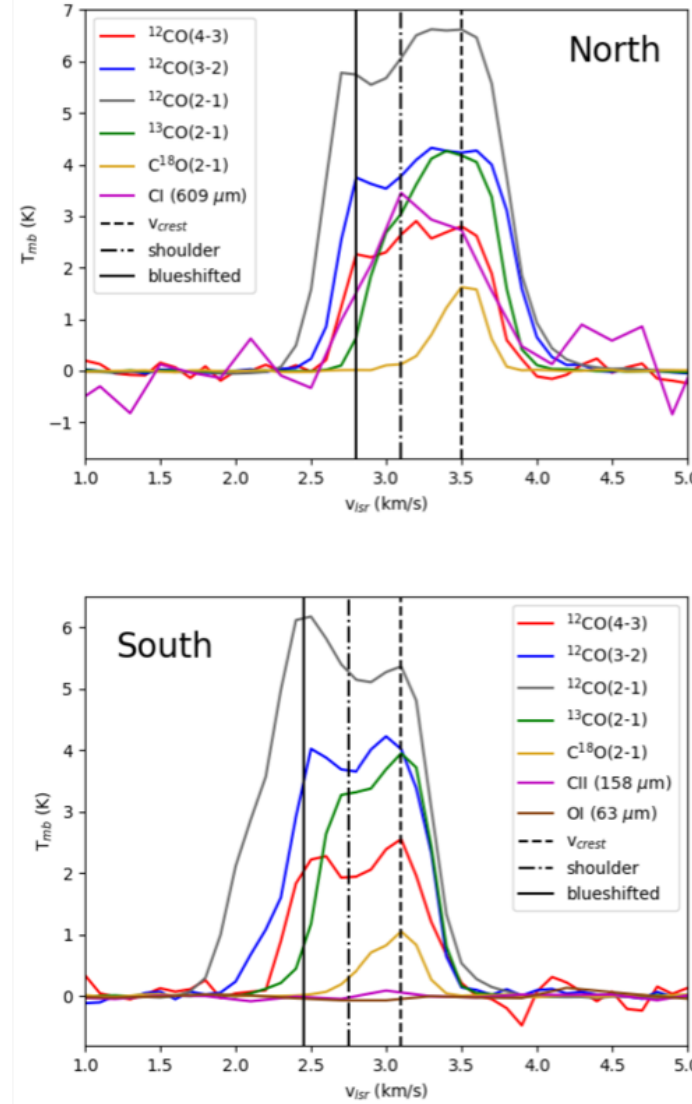 North
¹²CO(4-3)
¹²CO(3-2)
¹²CO(2-1)
¹³CO(2-1)
C¹⁸O(2-1)
CI (609 μm)
v_crest
shoulder
blueshifted
T_mb (K)
7
6
5
4
3
2
1
0
−1
1.0 1.5 2.0 2.5 3.0 3.5 4.0 4.5 5.0
v_lsr (km/s)
South
¹²CO(4-3)
¹²CO(3-2)
¹²CO(2-1)
¹³CO(2-1)
C¹⁸O(2-1)
CII (158 μm)
OI (63 μm)
v_crest
shoulder
blueshifted
T_mb (K)
6
5
4
3
2
1
0
1.0 1.5 2.0 2.5 3.0 3.5 4.0 4.5 5.0
v_lsr (km/s)